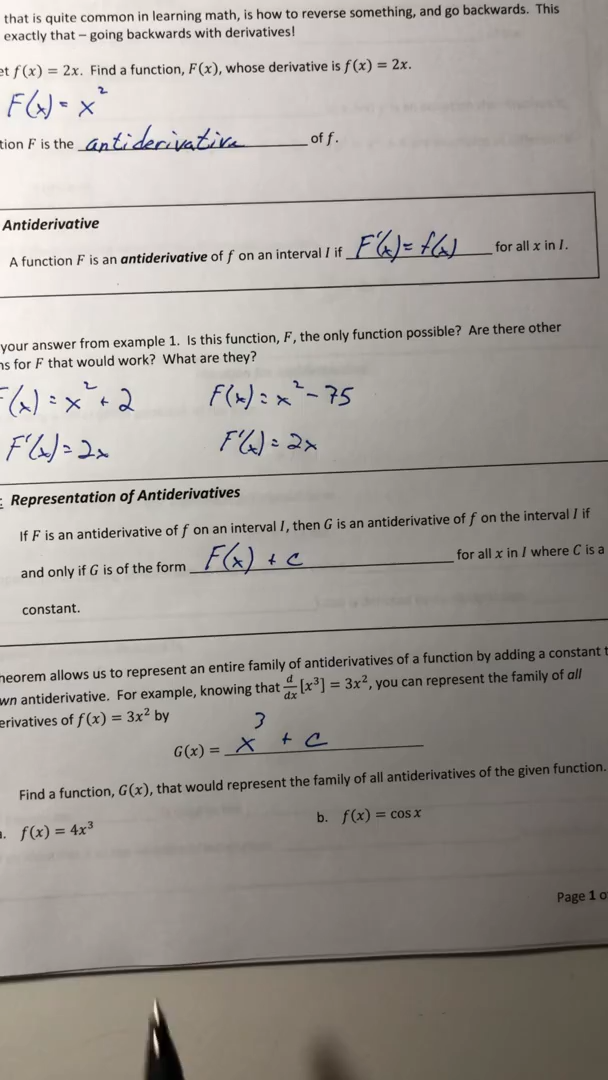 that is quite common in learning math, is how to reverse something, and go backwards. This
exactly that – going backwards with derivatives!
et f(x) = 2x. Find a function, F(x), whose derivative is f(x) = 2x.
F(x) = x²
tion F is the antiderivative of f.
Antiderivative
A function F is an antiderivative of f on an interval I if F'(x) = f(x) for all x in I.
your answer from example 1. Is this function, F, the only function possible? Are there other
ns for F that would work? What are they?
F(x) = x² + 2 F(x) = x² - 75
F'(x) = 2x F'(x) = 2x
: Representation of Antiderivatives
If F is an antiderivative of f on an interval I, then G is an antiderivative of f on the interval I if
and only if G is of the form F(x) + C for all x in I where C is a
constant.
heorem allows us to represent an entire family of antiderivatives of a function by adding a constant t
wn antiderivative. For example, knowing that d/dx [x³] = 3x², you can represent the family of all
erivatives of f(x) = 3x² by
G(x) = x³ + C
Find a function, G(x), that would represent the family of all antiderivatives of the given function.
a. f(x) = 4x³ b. f(x) = cos x
Page 1 o